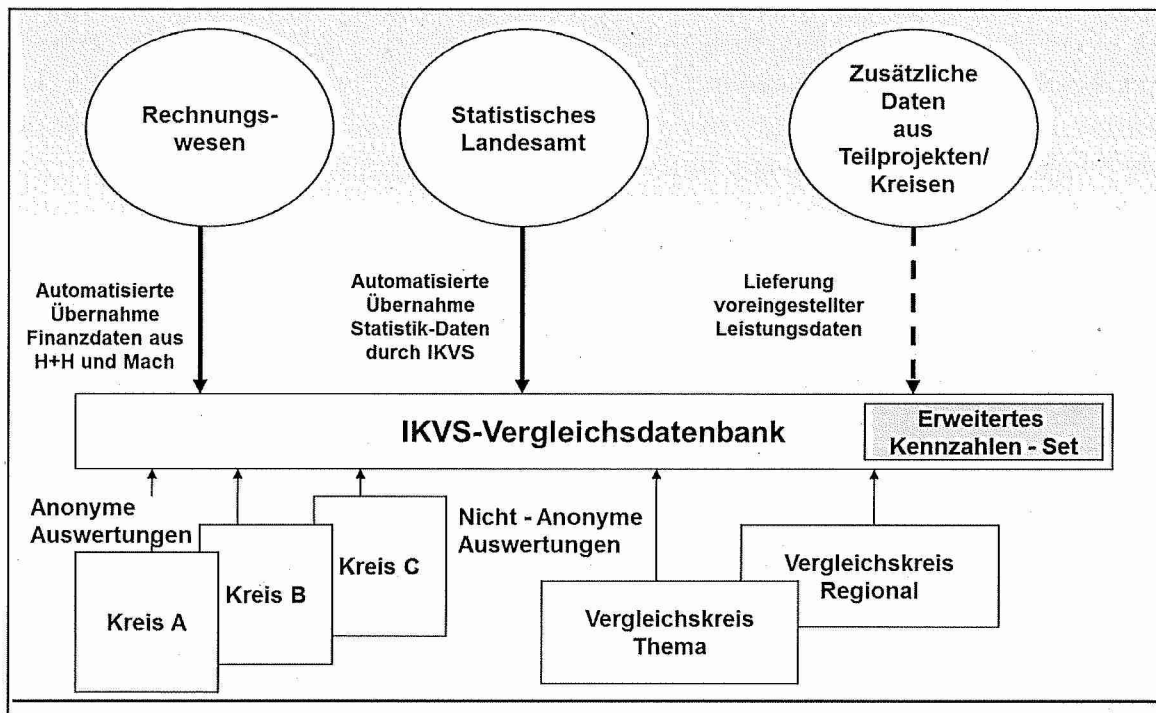 Rechnungs-
wesen
Statistisches
Landesamt
Zusätzliche
Daten
aus
Teilprojekten/
Kreisen
Automatisierte
Übernahme
Finanzdaten aus
H+H und Mach
Automatisierte
Übernahme
Statistik-Daten
durch IKVS
Lieferung
voreingestellter
Leistungsdaten
IKVS-Vergleichsdatenbank
Erweitertes
Kennzahlen - Set
Anonyme
Auswertungen
Kreis A
Kreis B
Kreis C
Nicht - Anonyme
Auswertungen
Vergleichskreis
Thema
Vergleichskreis
Regional